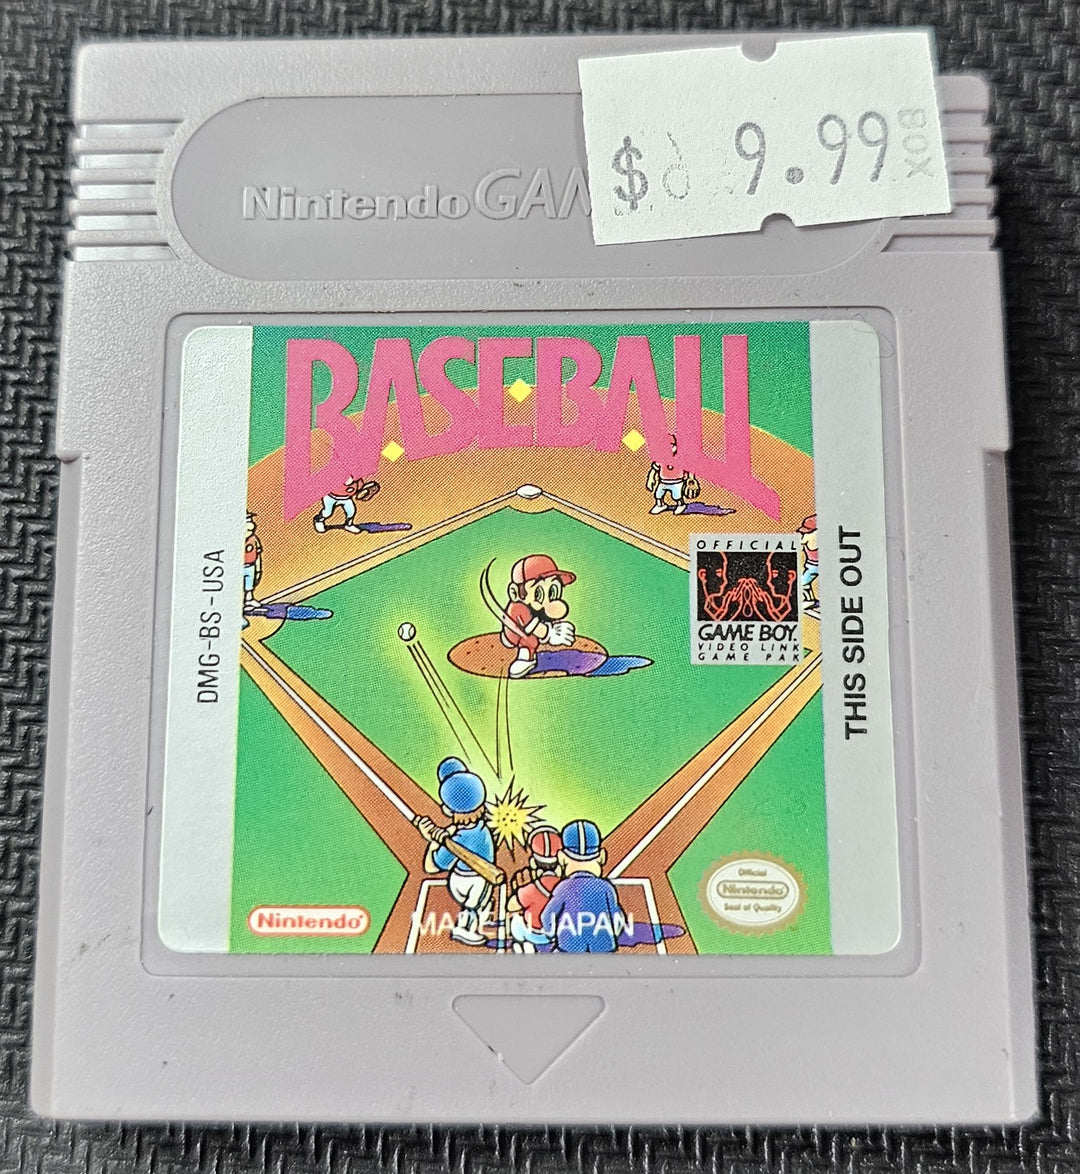 $ 9.99
BOX
Nintendo GAM
BASEBALL
DMG-BS-USA
OFFICIAL
GAME BOY
VIDEO LINK
GAME PAK
THIS SIDE OUT
Official
Nintendo
Seal of Quality
Nintendo
MADE IN JAPAN